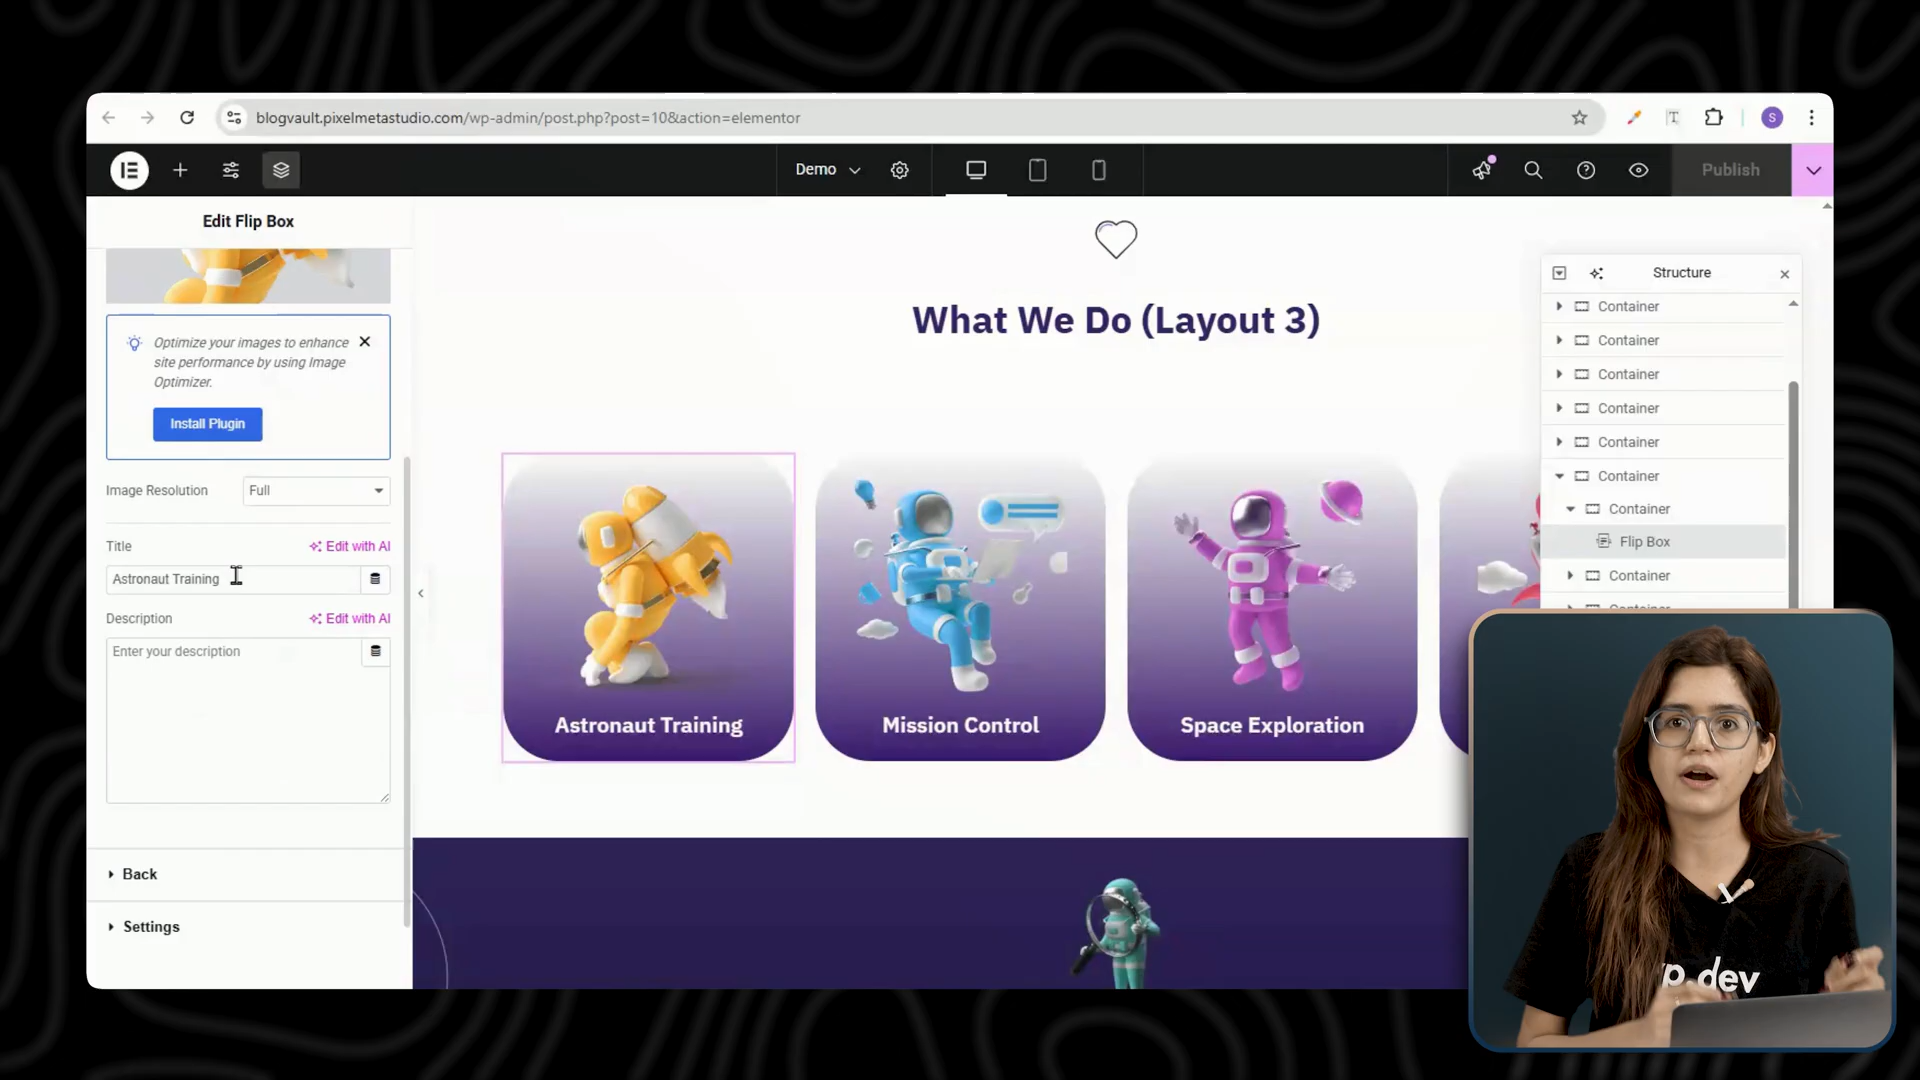 blogvault.pixelmetastudio.com/wp-admin/post.php?post=10&action=elementor
S
Demo
Publish
Edit Flip Box
Optimize your images to enhance
site performance by using Image
Optimizer.
Install Plugin
Image Resolution
Full
Title
Edit with AI
Astronaut Training
Description
Edit with AI
Enter your description
Back
Settings
What We Do (Layout 3)
Astronaut Training
Mission Control
Space Exploration
Structure
Container
Container
Container
Container
Container
Container
Container
Flip Box
Container
Container
p.dev